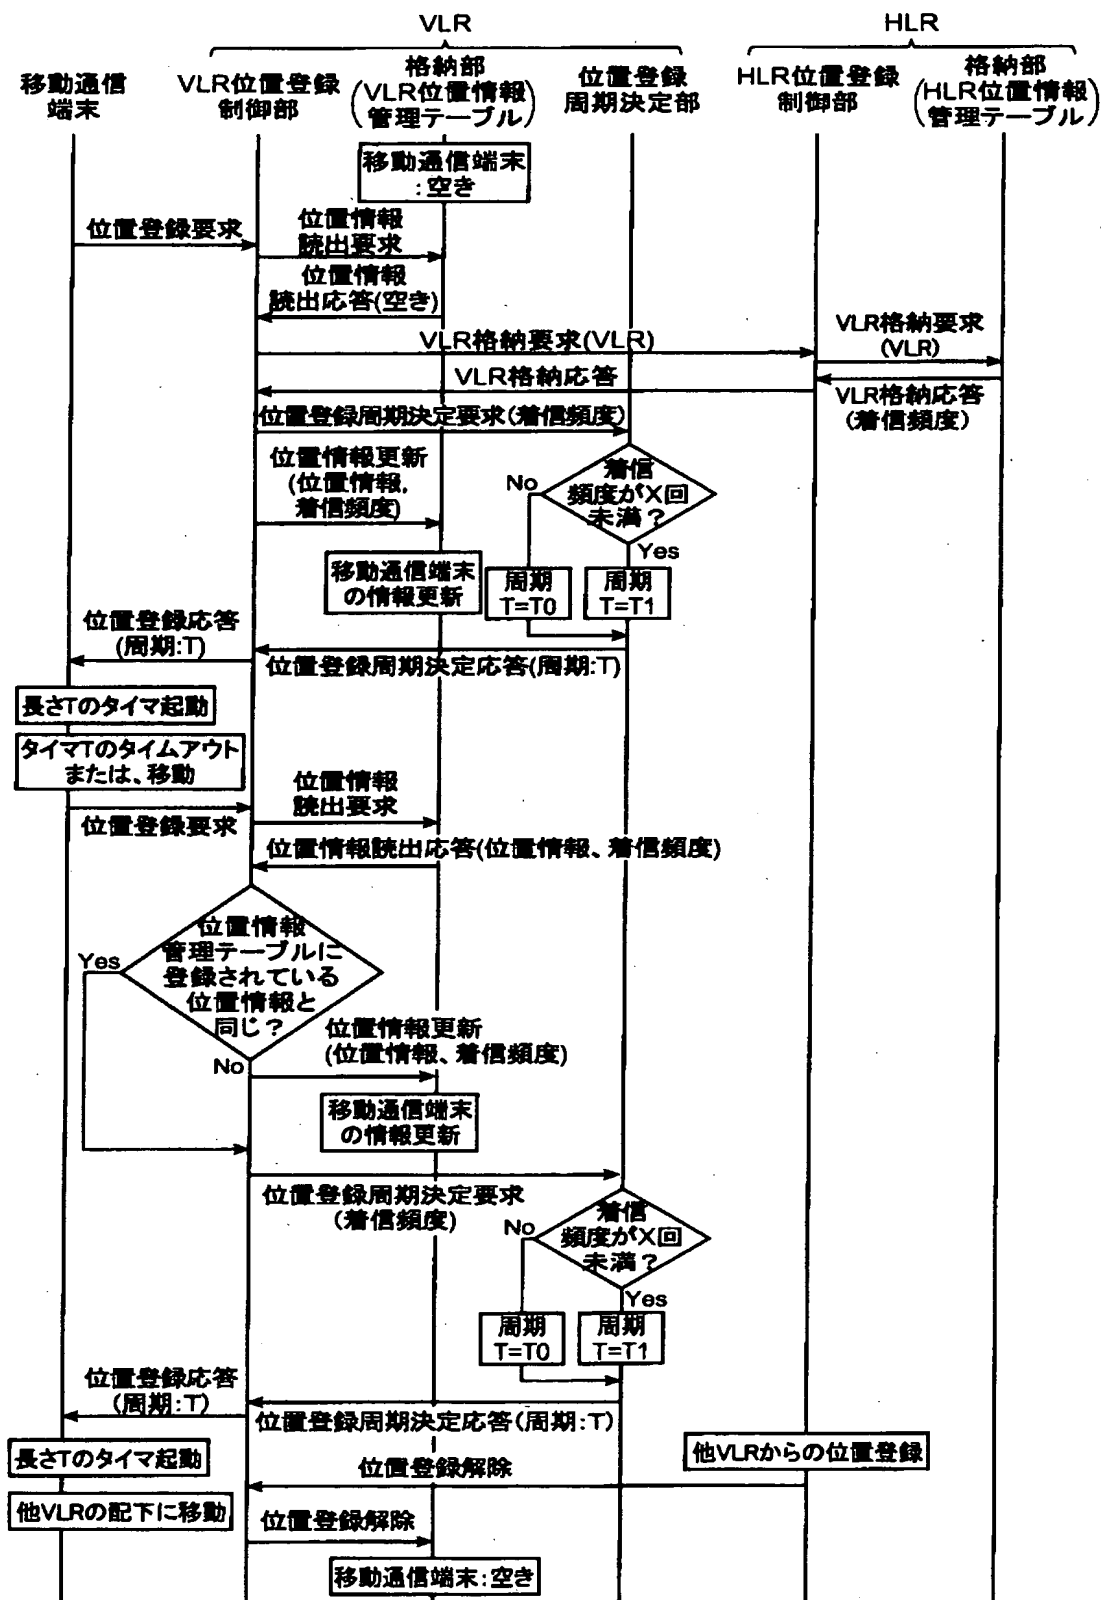 VLR
HLR
移動通信
端末
VLR位置登録
制御部
格納部
(VLR位置情報)
管理テーブル
位置登録
周期決定部
HLR位置登録
制御部
格納部
(HLR位置情報)
管理テーブル
移動通信端末
:空き
位置登録要求
位置情報
読出要求
位置情報
読出応答(空き)
VLR格納要求(VLR)
VLR格納要求
(VLR)
VLR格納応答
VLR格納応答
(着信頻度)
位置登録周期決定要求(着信頻度)
位置情報更新
(位置情報,
着信頻度)
着信
頻度がX回
未満?
No
Yes
移動通信端末
の情報更新
周期
T=T0
周期
T=T1
位置登録応答
(周期:T)
位置登録周期決定応答(周期:T)
長さTのタイマ起動
タイマTのタイムアウト
または、移動
位置登録要求
位置情報
読出要求
位置情報読出応答(位置情報、着信頻度)
位置情報
管理テーブルに
登録されている
位置情報と
同じ?
Yes
No
位置情報更新
(位置情報、着信頻度)
移動通信端末
の情報更新
位置登録周期決定要求
(着信頻度)
着信
頻度がX回
未満?
No
Yes
周期
T=T0
周期
T=T1
位置登録応答
(周期:T)
位置登録周期決定応答(周期:T)
長さTのタイマ起動
他VLRからの位置登録
位置登録解除
他VLRの配下に移動
位置登録解除
移動通信端末:空き